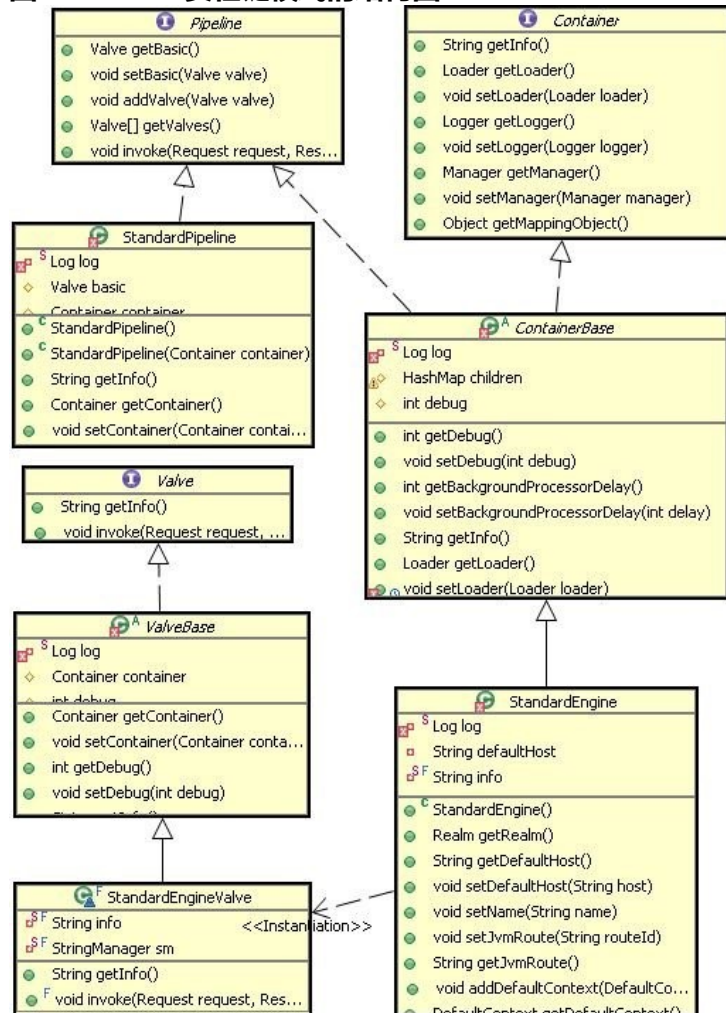 Pipeline
Valve getBasic()
void setBasic(Valve valve)
void addValve(Valve valve)
Valve[] getValves()
void invoke(Request request, Res...
Container
String getInfo()
Loader getLoader()
void setLoader(Loader loader)
Logger getLogger()
void setLogger(Logger logger)
Manager getManager()
void setManager(Manager manager)
Object getMappingObject()
StandardPipeline
Log log
Valve basic
Container container
StandardPipeline()
StandardPipeline(Container container)
String getInfo()
Container getContainer()
void setContainer(Container contai...
ContainerBase
Log log
HashMap children
int debug
int getDebug()
void setDebug(int debug)
int getBackgroundProcessorDelay()
void setBackgroundProcessorDelay(int delay)
String getInfo()
Loader getLoader()
void setLoader(Loader loader)
Valve
String getInfo()
void invoke(Request request, ...
ValveBase
Log log
Container container
int debug
Container getContainer()
void setContainer(Container conta...
int getDebug()
void setDebug(int debug)
StandardEngine
Log log
String defaultHost
String info
StandardEngine()
Realm getRealm()
String getDefaultHost()
void setDefaultHost(String host)
void setName(String name)
void setJvmRoute(String routeId)
String getJvmRoute()
void addDefaultContext(DefaultCo...
DefaultContext getDefaultContext()
StandardEngineValve
String info
StringManager sm
String getInfo()
void invoke(Request request, Res...
<<Instantiation>>